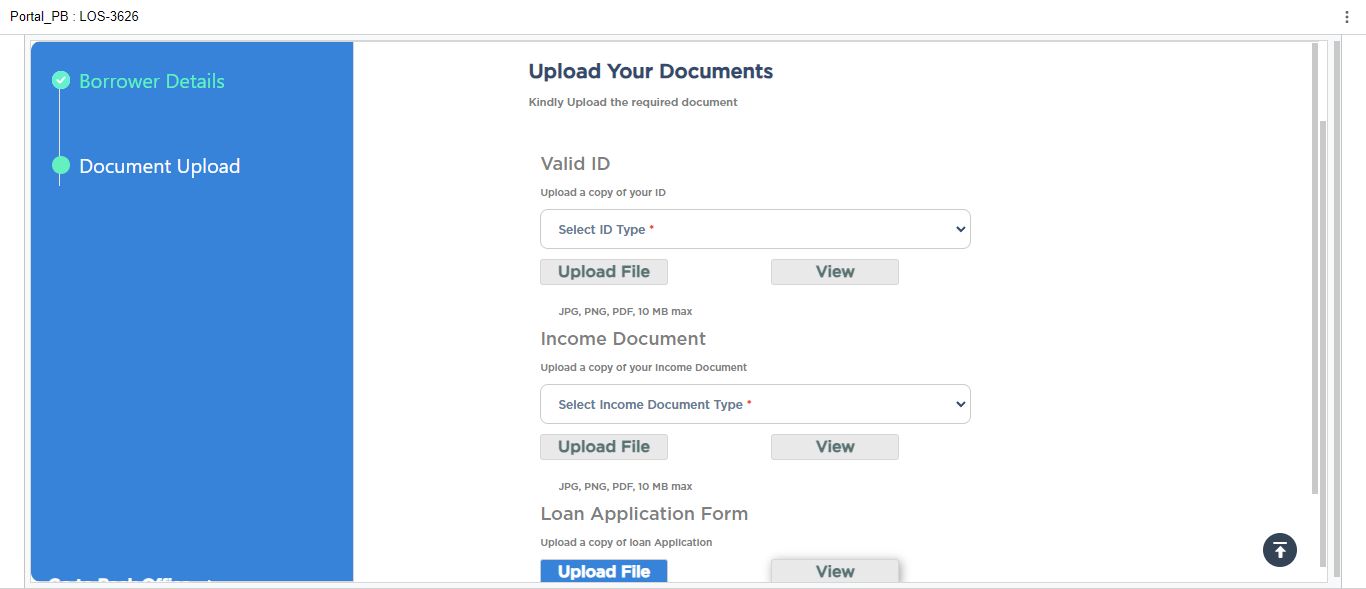 Portal_PB : LOS-3626
Borrower Details
Document Upload
Upload Your Documents
Kindly Upload the required document
Valid ID
Upload a copy of your ID
Select ID Type *
Upload File View
JPG, PNG, PDF, 10 MB max
Income Document
Upload a copy of your Income Document
Select Income Document Type *
Upload File View
JPG, PNG, PDF, 10 MB max
Loan Application Form
Upload a copy of loan Application
Upload File View